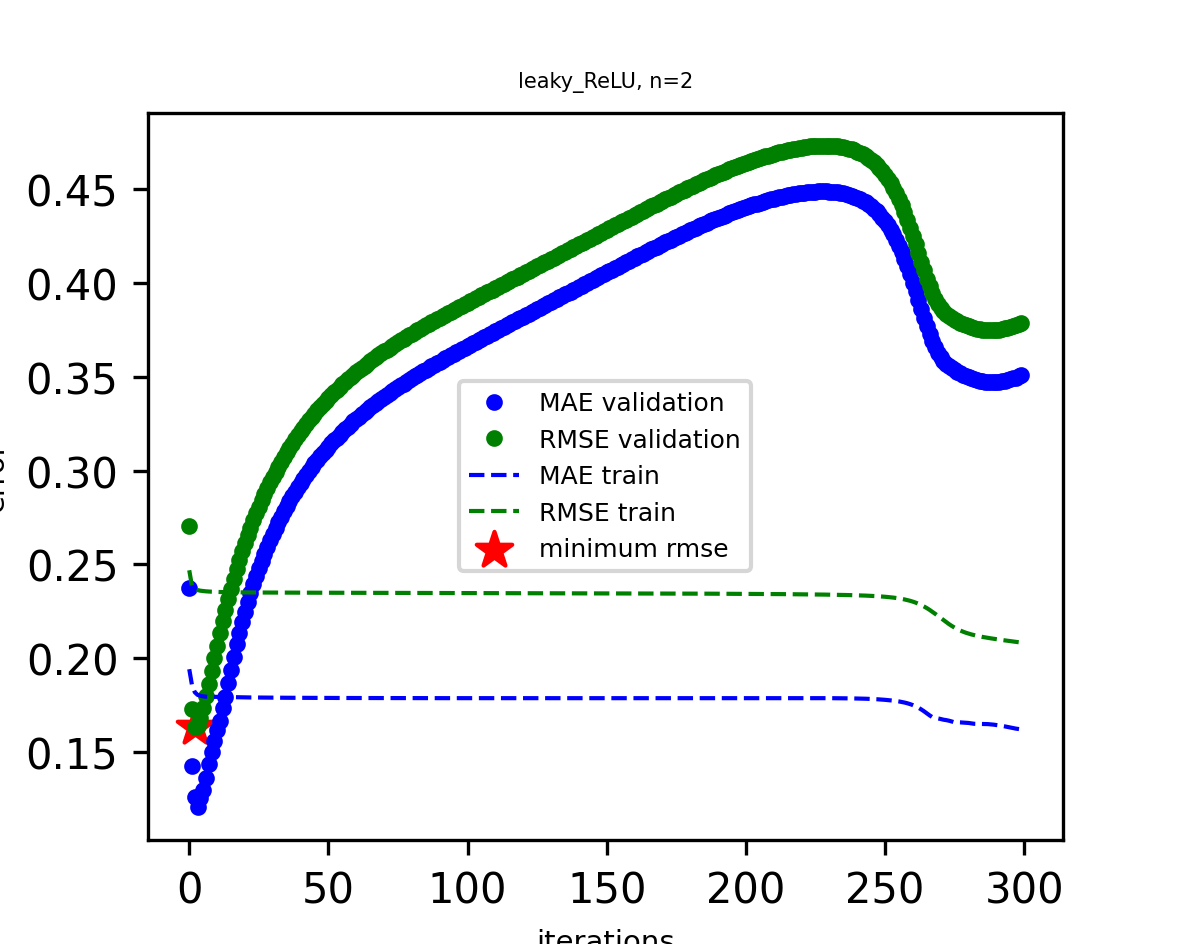 leaky_ReLU, n=2
0.45
0.40
0.35
0.30
0.25
0.20
0.15
MAE validation
RMSE validation
MAE train
RMSE train
minimum rmse
0 50 100 150 200 250 300
iterations